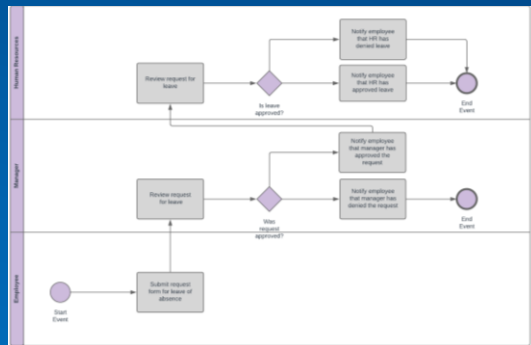 Human Resources
Notify employee
that HR has
denied leave
Review request for
leave
Is leave
approved?
Notify employee
that HR has
approved leave
End
Event
Manager
Notify employee
that manager has
approved the
request
Review request
for leave
Was
request
approved?
Notify employee
that manager has
denied the request
End
Event
Employee
Submit request
form for leave of
absence
Start
Event